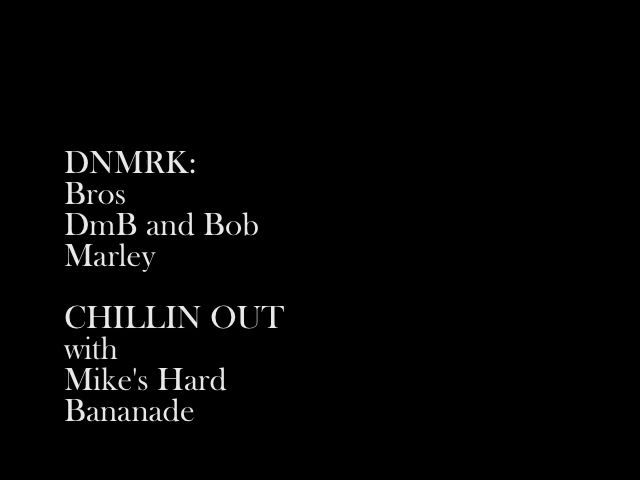 DNMRK:
Bros
DmB and Bob
Marley
CHILLIN OUT
with
Mike's Hard
Bananade